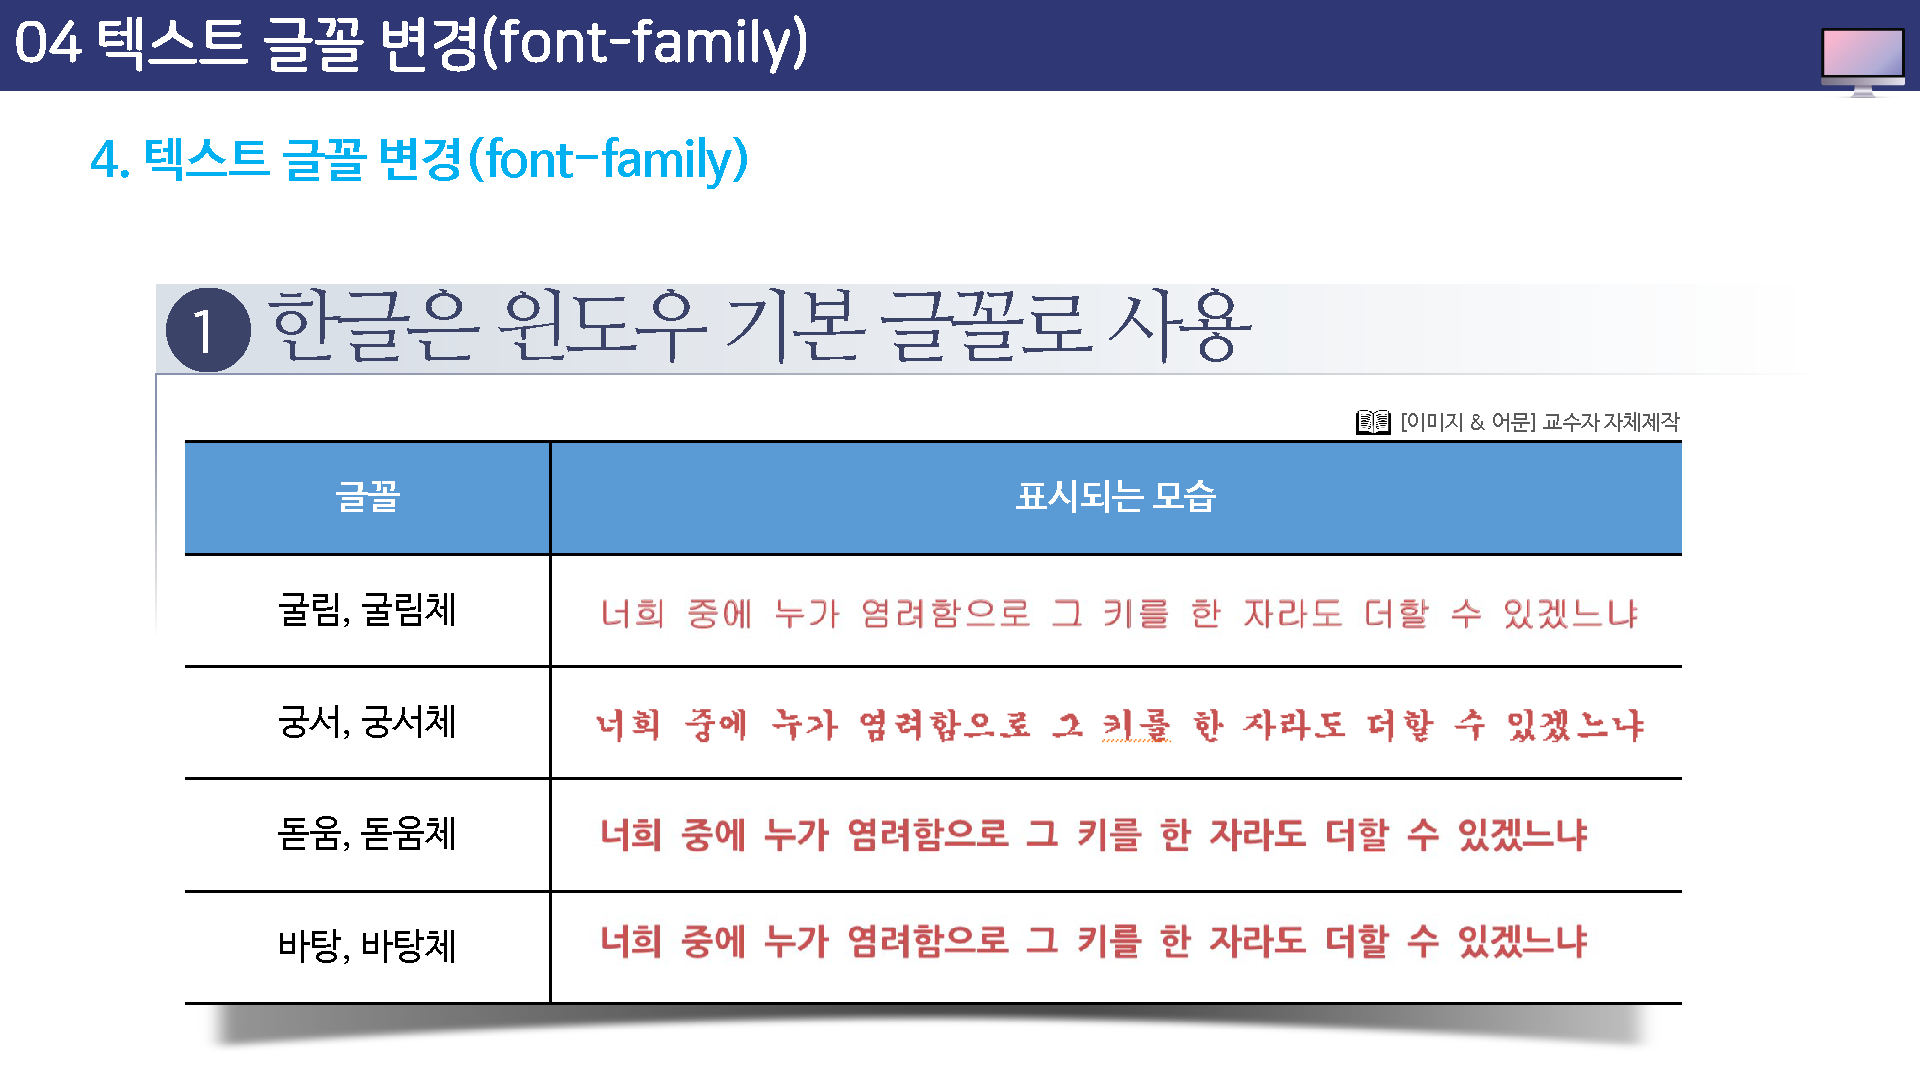 04 텍스트 글꼴 변경(font-family)
4. 텍스트 글꼴 변경(font-family)
1 한글은 윈도우 기본 글꼴로 사용
[이미지 & 어문] 교수자 자체제작
글꼴 표시되는 모습
굴림, 굴림체 너희 중에 누가 염려함으로 그 키를 한 자라도 더할 수 있겠느냐
궁서, 궁서체 너희 중에 누가 염려함으로 그 키를 한 자라도 더할 수 있겠느냐
돋움, 돋움체 너희 중에 누가 염려함으로 그 키를 한 자라도 더할 수 있겠느냐
바탕, 바탕체 너희 중에 누가 염려함으로 그 키를 한 자라도 더할 수 있겠느냐